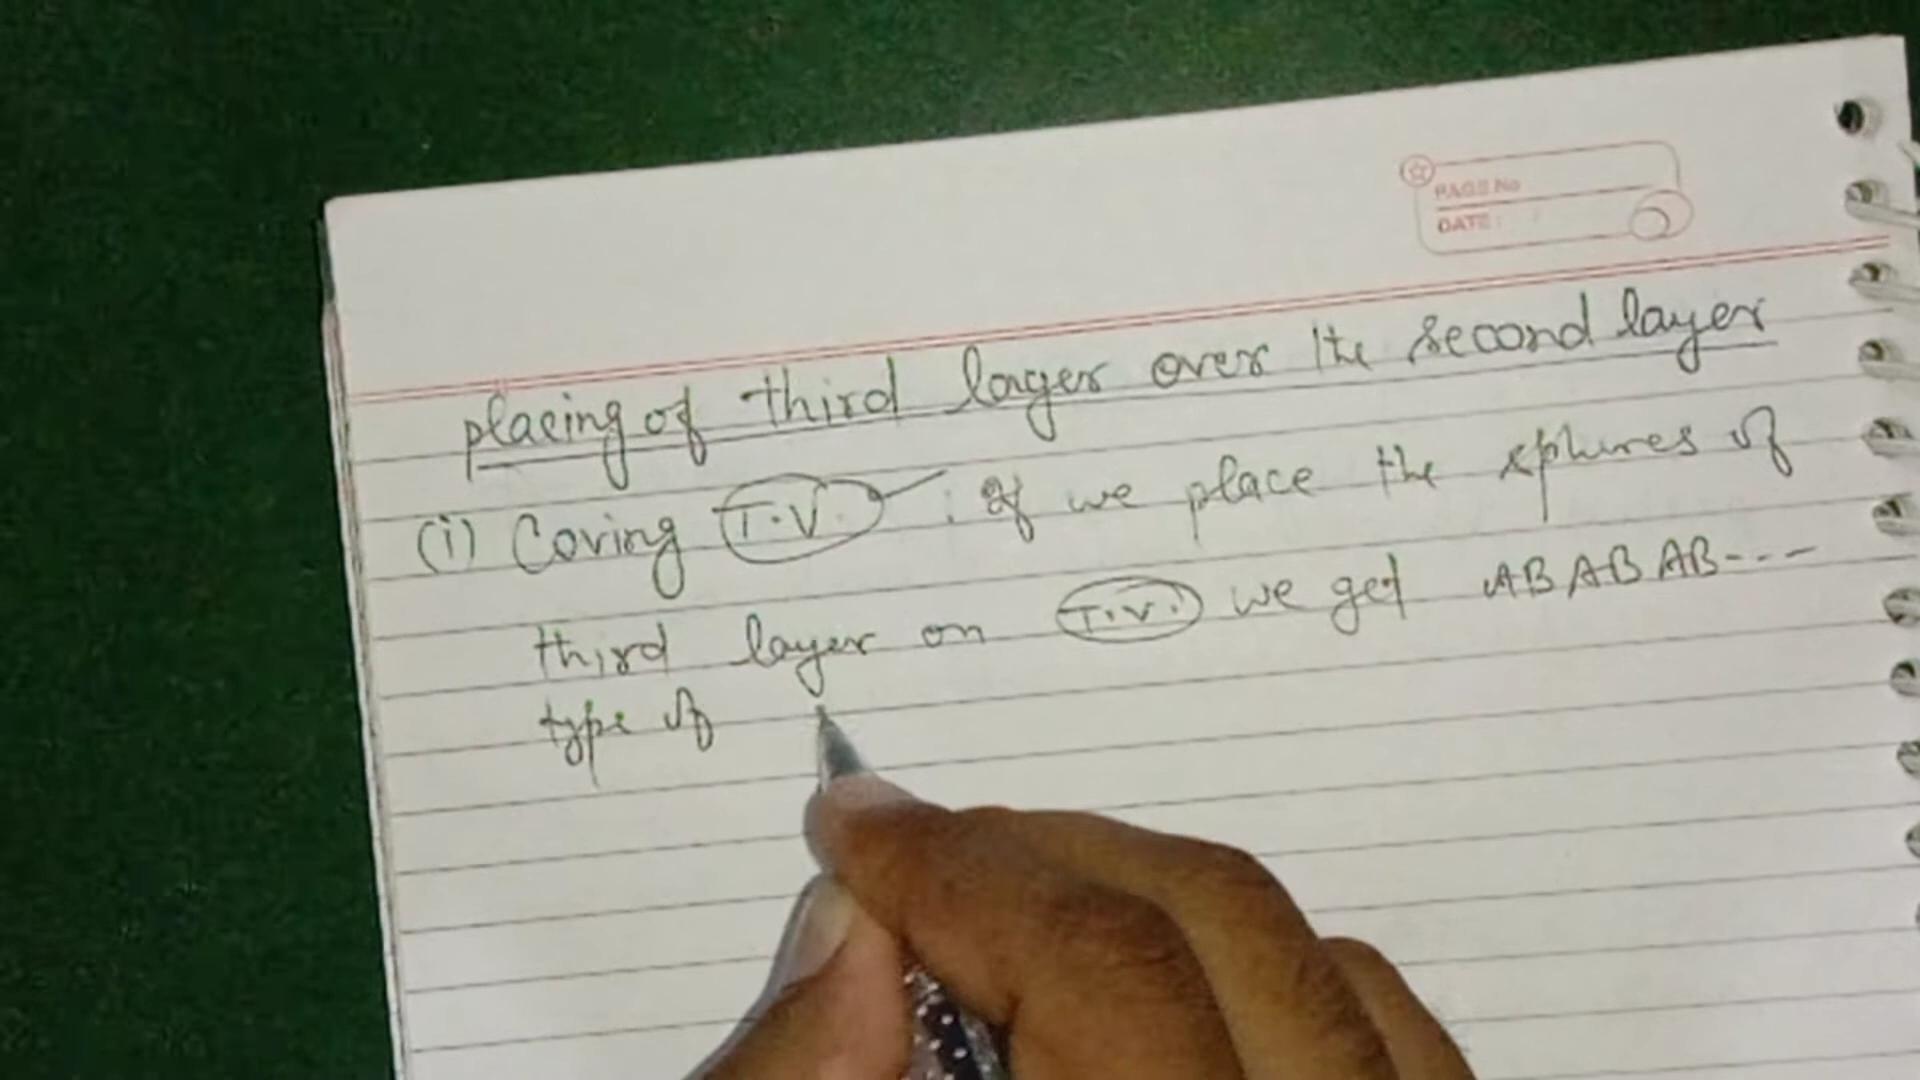 PAGE No
DATE:
placing of third layer over the second layer
(i) Coving T.V. : If we place the spheres of
third layer on T.V. we get ABABAB---
type of